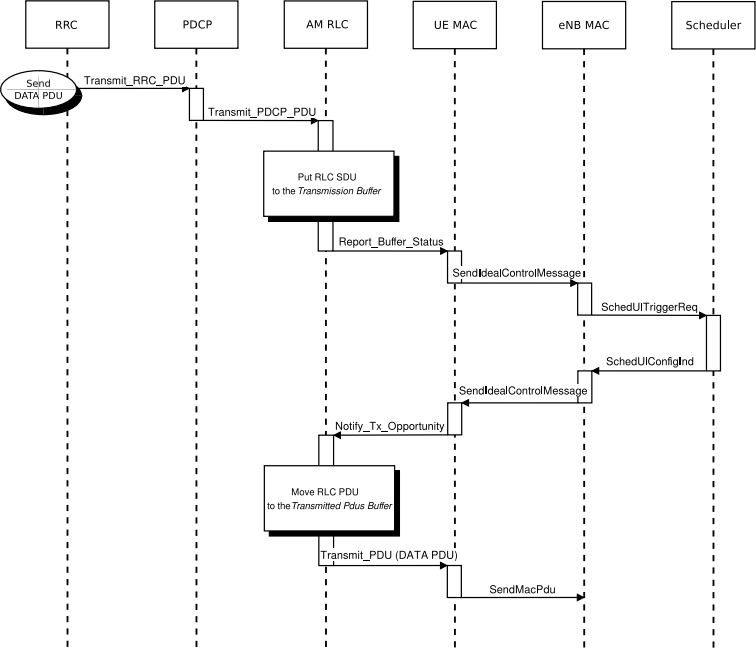 RRC
PDCP
AM RLC
UE MAC
eNB MAC
Scheduler
Send
DATA PDU
Transmit_RRC_PDU
Transmit_PDCP_PDU
Put RLC SDU
to the Transmission Buffer
Report_Buffer_Status
SendIdealControlMessage
SchedUlTriggerReq
SchedUlConfigInd
SendIdealControlMessage
Notify_Tx_Opportunity
Move RLC PDU
to the Transmitted Pdus Buffer
Transmit_PDU (DATA PDU)
SendMacPdu